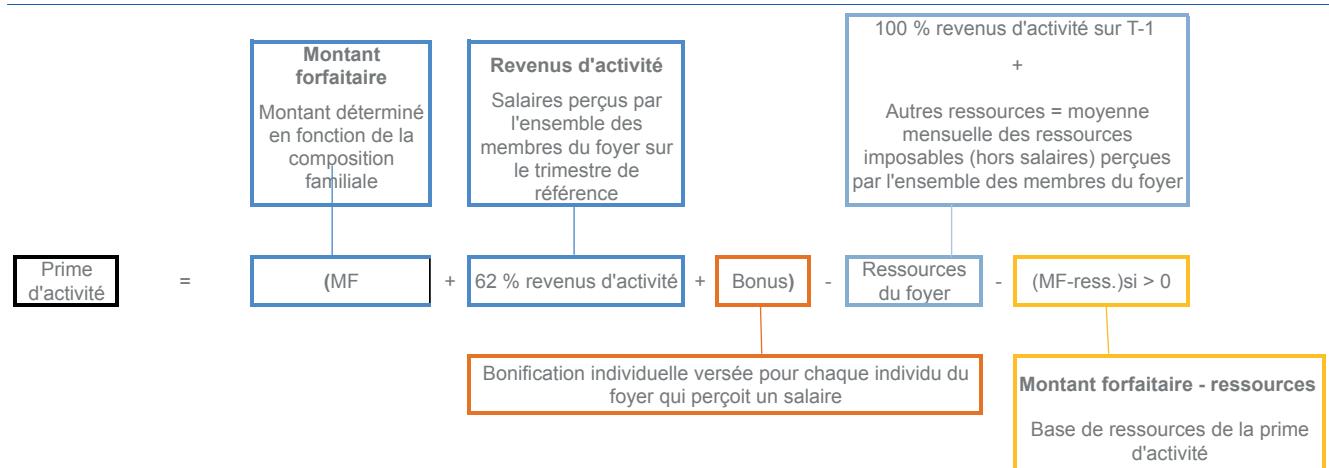 Montant
forfaitaire
Montant déterminé
en fonction de la
composition
familiale
Revenus d'activité
Salaires perçus par
l'ensemble des
membres du foyer sur
le trimestre de
référence
100 % revenus d'activité sur T-1
+
Autres ressources = moyenne
mensuelle des ressources
imposables (hors salaires) perçues
par l'ensemble des membres du foyer
Prime
d'activité
=
(MF
+
62 % revenus d'activité
+
Bonus)
-
Ressources
du foyer
-
(MF-ress.)si > 0
Bonification individuelle versée pour chaque individu du
foyer qui perçoit un salaire
Montant forfaitaire - ressources
Base de ressources de la prime
d'activité